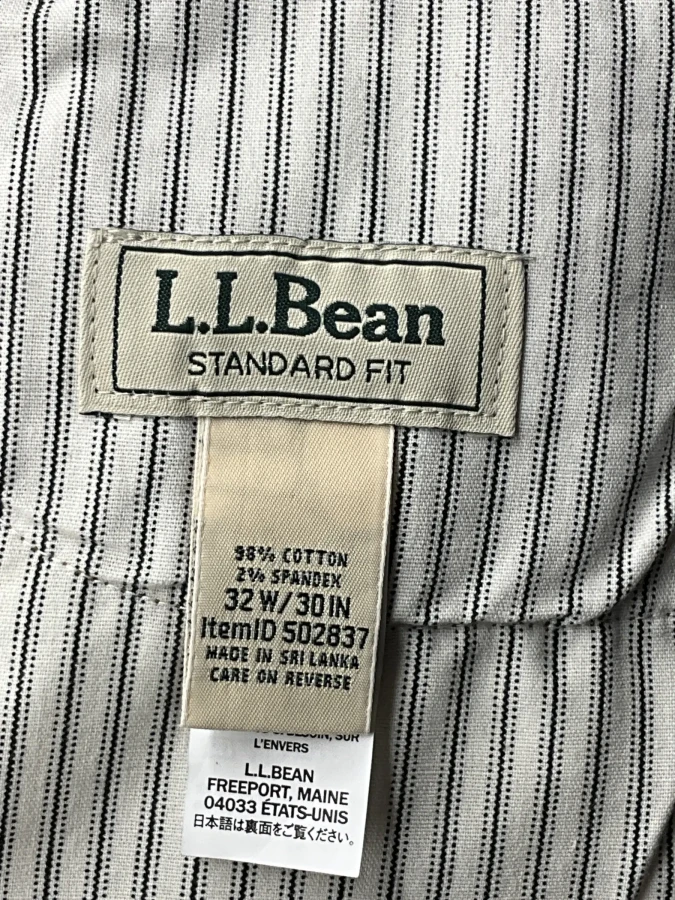 L.L.Bean
STANDARD FIT
98% COTTON
2% SPANDEX
32 W/30 IN
ItemID 502837
MADE IN SRI LANKA
CARE ON REVERSE
BESOIN, SUR
L'ENVERS
L.L.BEAN
FREEPORT, MAINE
04033 ÉTATS-UNIS
日本語は裏面をご覧ください。